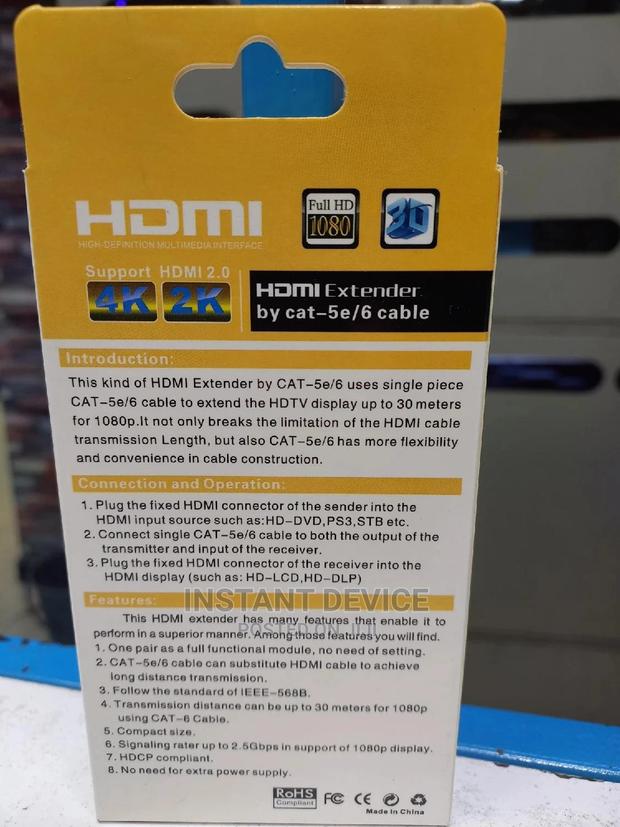 HDMI
HIGH-DEFINITION MULTIMEDIA INTERFACE
Full HD
1080
3D
Support HDMI 2.0
4K 2K
HDMI Extender
by cat-5e/6 cable
Introduction:
This kind of HDMI Extender by CAT-5e/6 uses single piece
CAT-5e/6 cable to extend the HDTV display up to 30 meters
for 1080p.It not only breaks the limitation of the HDMI cable
transmission Length, but also CAT-5e/6 has more flexibility
and convenience in cable construction.
Connection and Operation:
1. Plug the fixed HDMI connector of the sender into the
HDMI input source such as:HD-DVD,PS3,STB etc.
2. Connect single CAT-5e/6 cable to both the output of the
transmitter and input of the receiver.
3. Plug the fixed HDMI connector of the receiver into the
HDMI display (such as: HD-LCD,HD-DLP)
Features:
INSTANT DEVICE
This HDMI extender has many features that enable it to
POSTED ON JIJI
perform in a superior manner. Among those features you will find.
1. One pair as a full functional module, no need of setting.
2. CAT-5e/6 cable can substitute HDMI cable to achieve
long distance transmission.
3. Follow the standard of IEEE-568B.
4. Transmission distance can be up to 30 meters for 1080p
using CAT-6 Cable.
5. Compact size.
6. Signaling rater up to 2.5Gbps in support of 1080p display.
7. HDCP compliant.
8. No need for extra power supply.
RoHS
Compliant
FC CE
Made In China